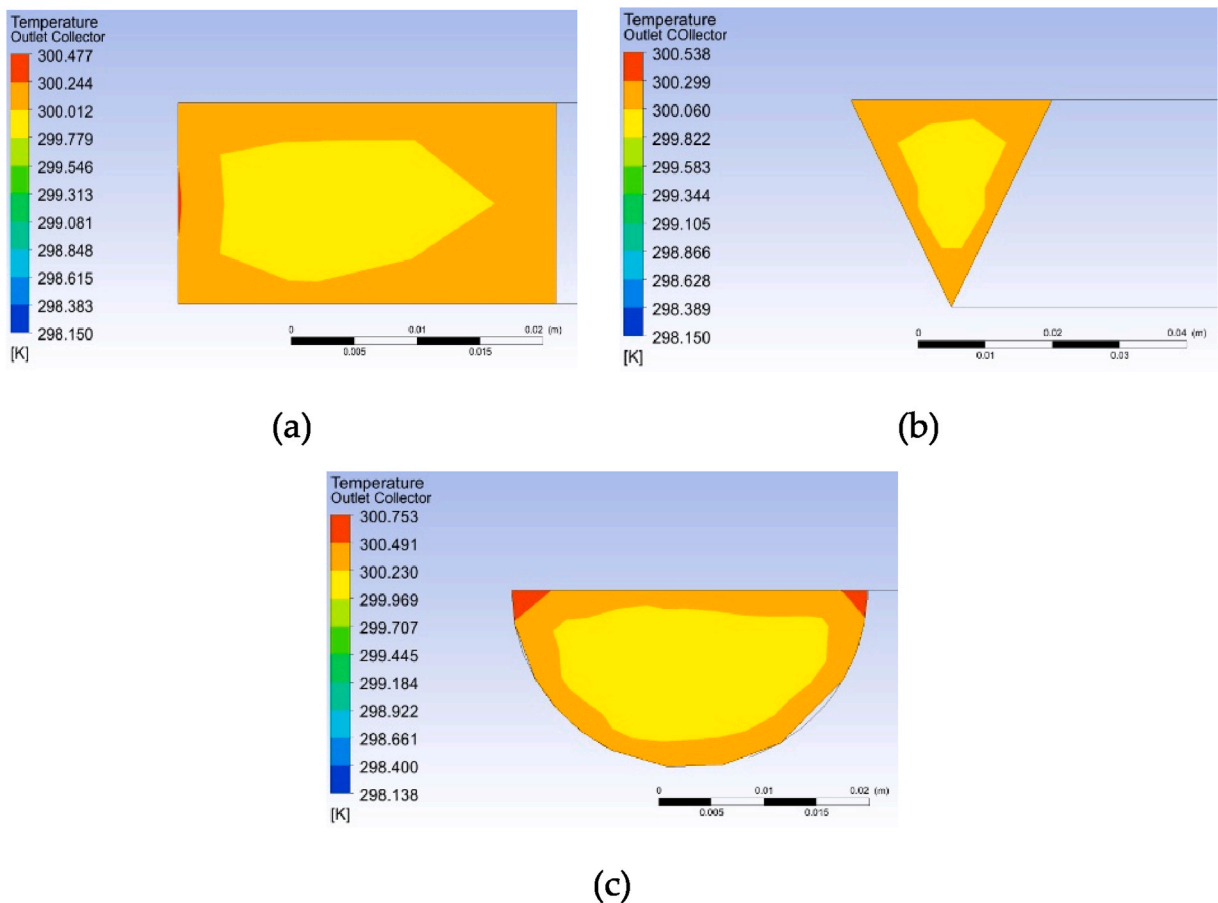 Temperature
Outlet Collector
300.477
300.244
300.012
299.779
299.546
299.313
299.081
298.848
298.615
298.383
298.150
[K]
0 0.01 0.02 (m)
0.005 0.015
(a)
Temperature
Outlet COllector
300.538
300.299
300.060
299.822
299.583
299.344
299.105
298.866
298.628
298.389
298.150
[K]
0 0.02 0.04 (m)
0.01 0.03
(b)
Temperature
Outlet Collector
300.753
300.491
300.230
299.969
299.707
299.445
299.184
298.922
298.661
298.400
298.138
[K]
0 0.01 0.02 (m)
0.005 0.015
(c)